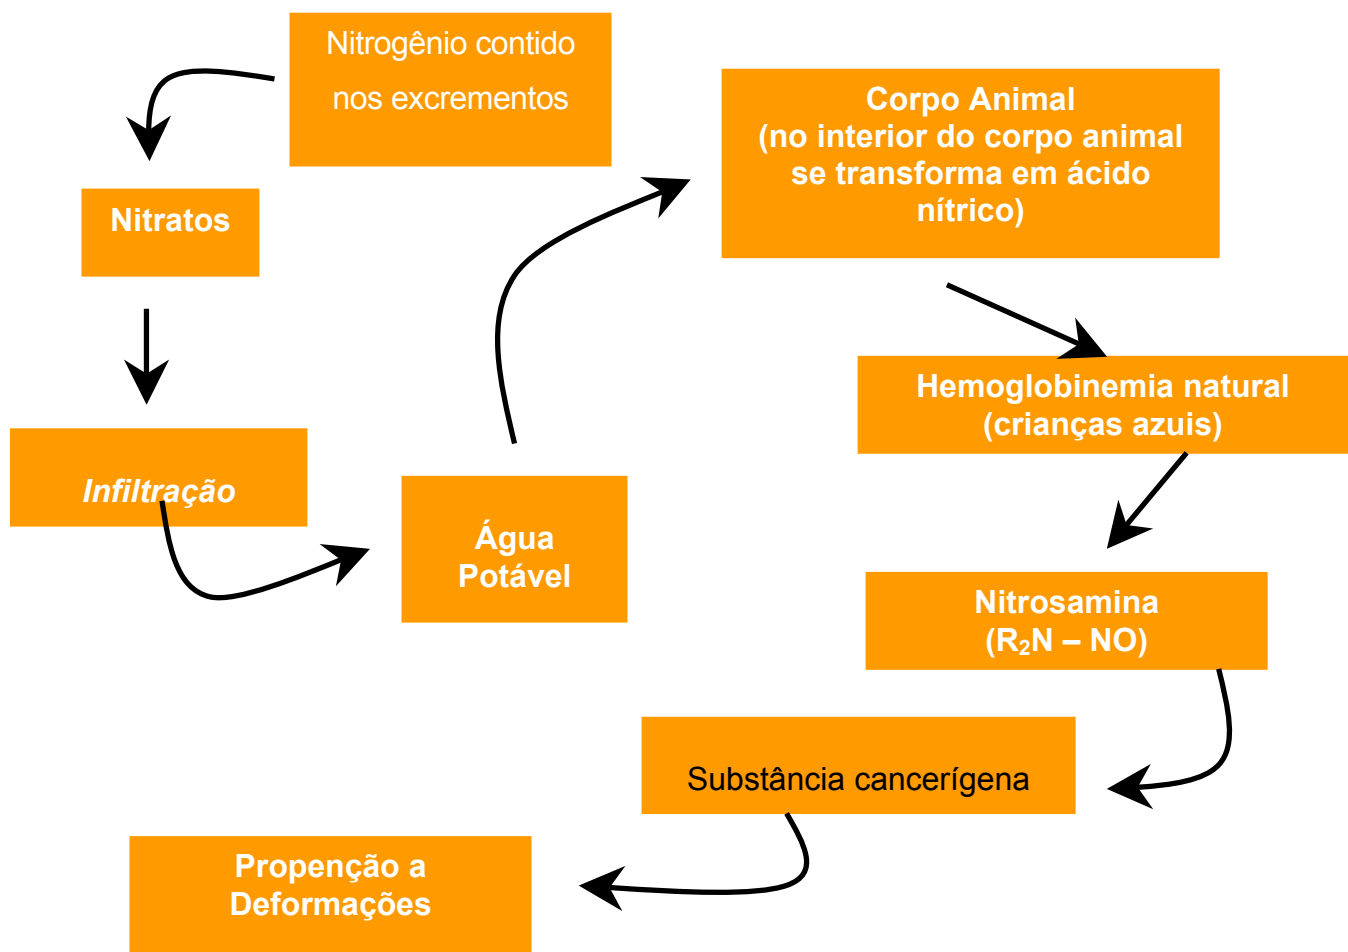 Nitrogênio contido
nos excrementos
Nitratos
Infiltração
Água
Potável
Corpo Animal
(no interior do corpo animal
se transforma em ácido
nítrico)
Hemoglobinemia natural
(crianças azuis)
Nitrosamina
(R₂N – NO)
Substância cancerígena
Propenção a
Deformações